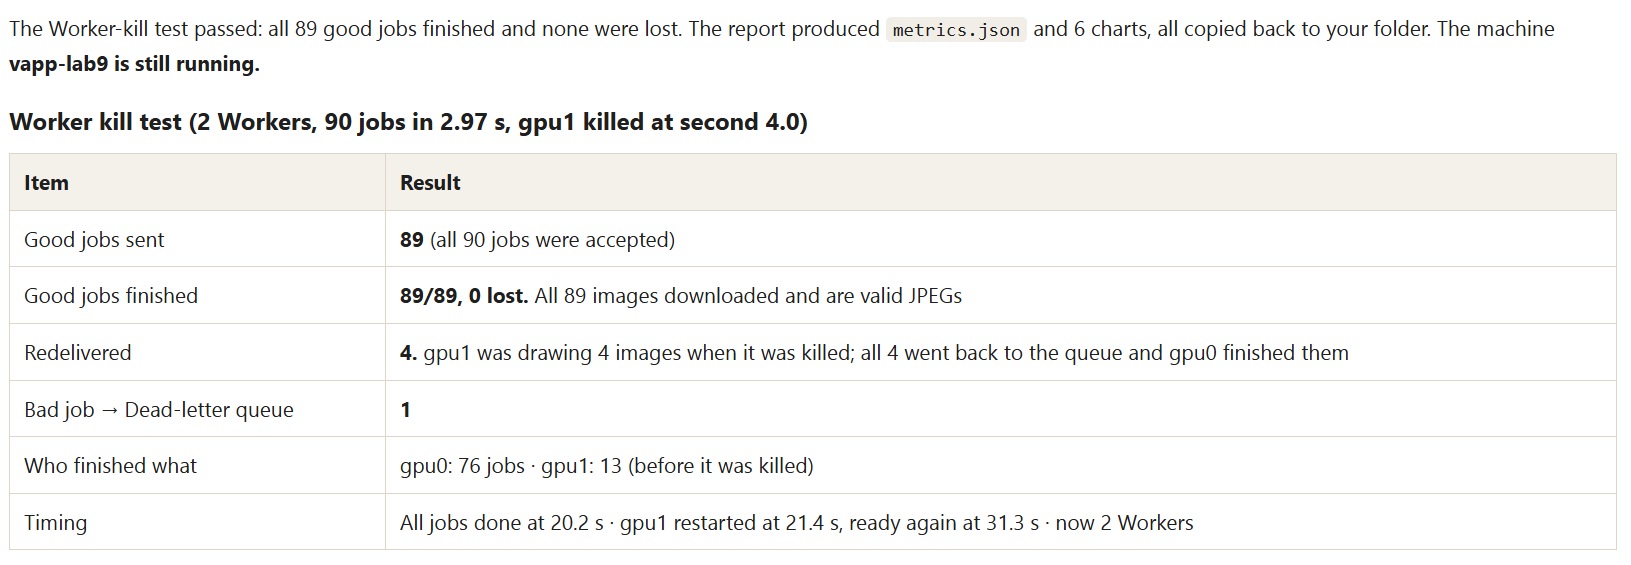 The Worker-kill test passed: all 89 good jobs finished and none were lost. The report produced metrics.json and 6 charts, all copied back to your folder. The machine
vapp-lab9 is still running.
Worker kill test (2 Workers, 90 jobs in 2.97 s, gpu1 killed at second 4.0)
Item Result
Good jobs sent 89 (all 90 jobs were accepted)
Good jobs finished 89/89, 0 lost. All 89 images downloaded and are valid JPEGs
Redelivered 4. gpu1 was drawing 4 images when it was killed; all 4 went back to the queue and gpu0 finished them
Bad job → Dead-letter queue 1
Who finished what gpu0: 76 jobs · gpu1: 13 (before it was killed)
Timing All jobs done at 20.2 s · gpu1 restarted at 21.4 s, ready again at 31.3 s · now 2 Workers